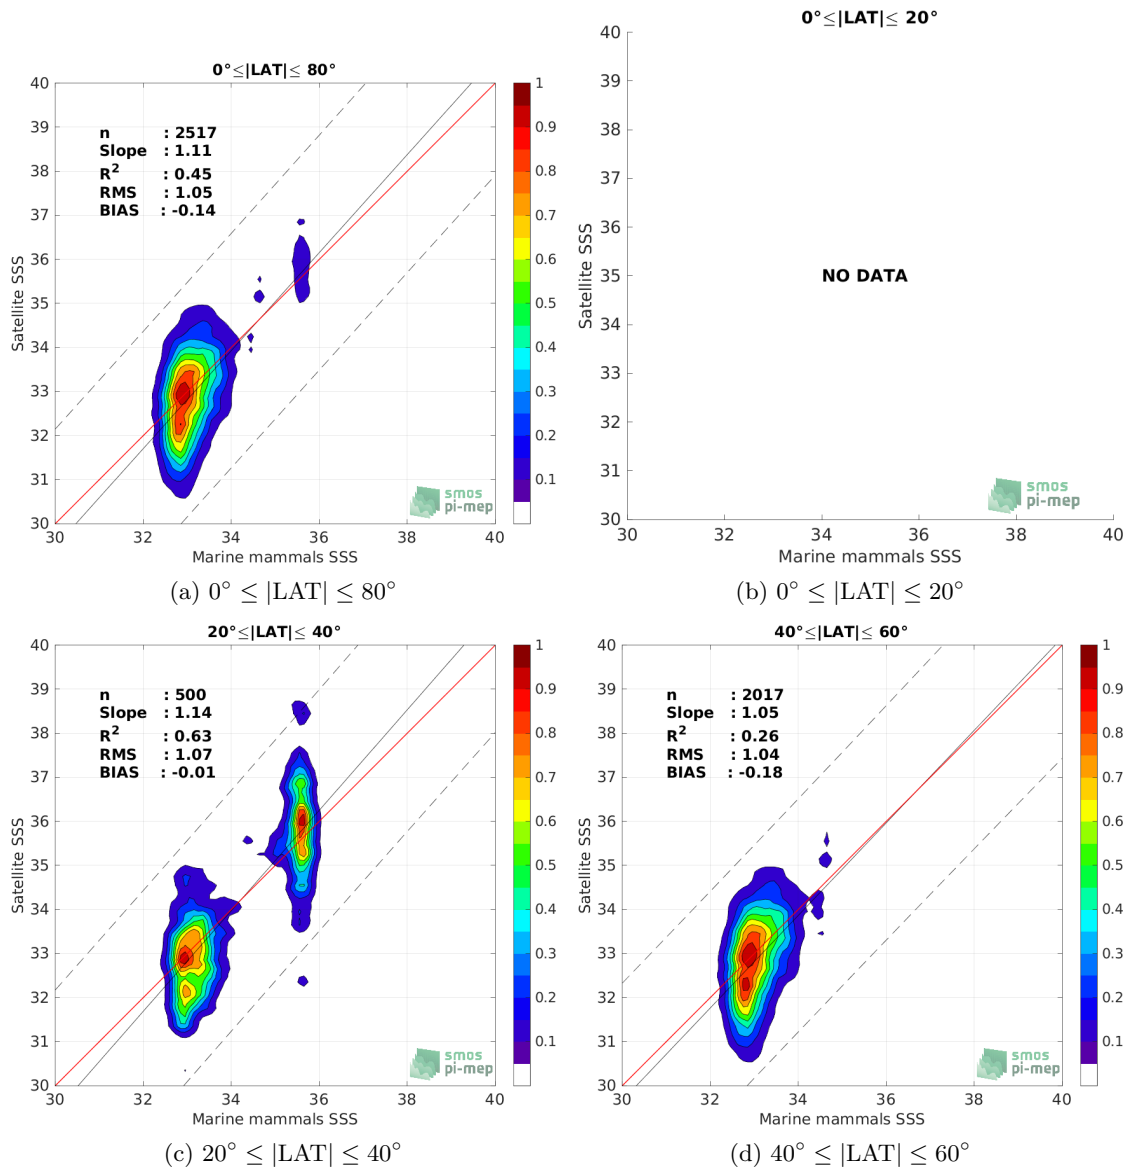 0°≤|LAT|≤ 80°
40
39
38
37
36
35
34
33
32
31
30
Satellite SSS
n : 2517
Slope : 1.11
R² : 0.45
RMS : 1.05
BIAS : -0.14
smos
pi-mep
30 32 34 36 38 40
Marine mammals SSS
1
0.9
0.8
0.7
0.6
0.5
0.4
0.3
0.2
0.1
(a) 0° ≤ |LAT| ≤ 80°
0°≤|LAT|≤ 20°
40
39
38
37
36
35
34
33
32
31
30
Satellite SSS
NO DATA
smos
pi-mep
30 32 34 36 38 40
Marine mammals SSS
(b) 0° ≤ |LAT| ≤ 20°
20°≤|LAT|≤ 40°
40
39
38
37
36
35
34
33
32
31
30
Satellite SSS
n : 500
Slope : 1.14
R² : 0.63
RMS : 1.07
BIAS : -0.01
smos
pi-mep
30 32 34 36 38 40
Marine mammals SSS
1
0.9
0.8
0.7
0.6
0.5
0.4
0.3
0.2
0.1
(c) 20° ≤ |LAT| ≤ 40°
40°≤|LAT|≤ 60°
40
39
38
37
36
35
34
33
32
31
30
Satellite SSS
n : 2017
Slope : 1.05
R² : 0.26
RMS : 1.04
BIAS : -0.18
smos
pi-mep
30 32 34 36 38 40
Marine mammals SSS
1
0.9
0.8
0.7
0.6
0.5
0.4
0.3
0.2
0.1
(d) 40° ≤ |LAT| ≤ 60°